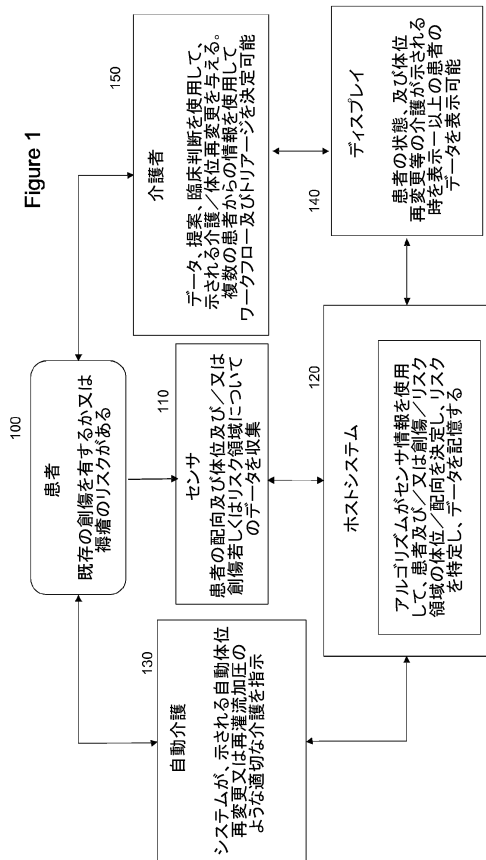 Figure 1
100
患者
既存の創傷を有するか又は
褥瘡のリスクがある
130
自動介護
システムが、示される自動体位
再変更又は再灌流加圧の
ような適切な介護を指示
110
センサ
患者の配向及び体位及び/又は
創傷若しくはリスク領域について
のデータを収集
150
介護者
データ、提案、臨床判断を使用して、
示される介護/体位再変更を与える。
複数の患者からの情報を使用して
ワークフロー及びトリアージを決定可能
120
ホストシステム
アルゴリズムがセンサ情報を使用
して、患者及び/又は創傷/リスク
領域の体位/配向を決定し、リスク
を特定し、データを記憶する
140
ディスプレイ
患者の状態、及び体位
再変更等の介護が示される
時を表示一以上の患者の
データを表示可能